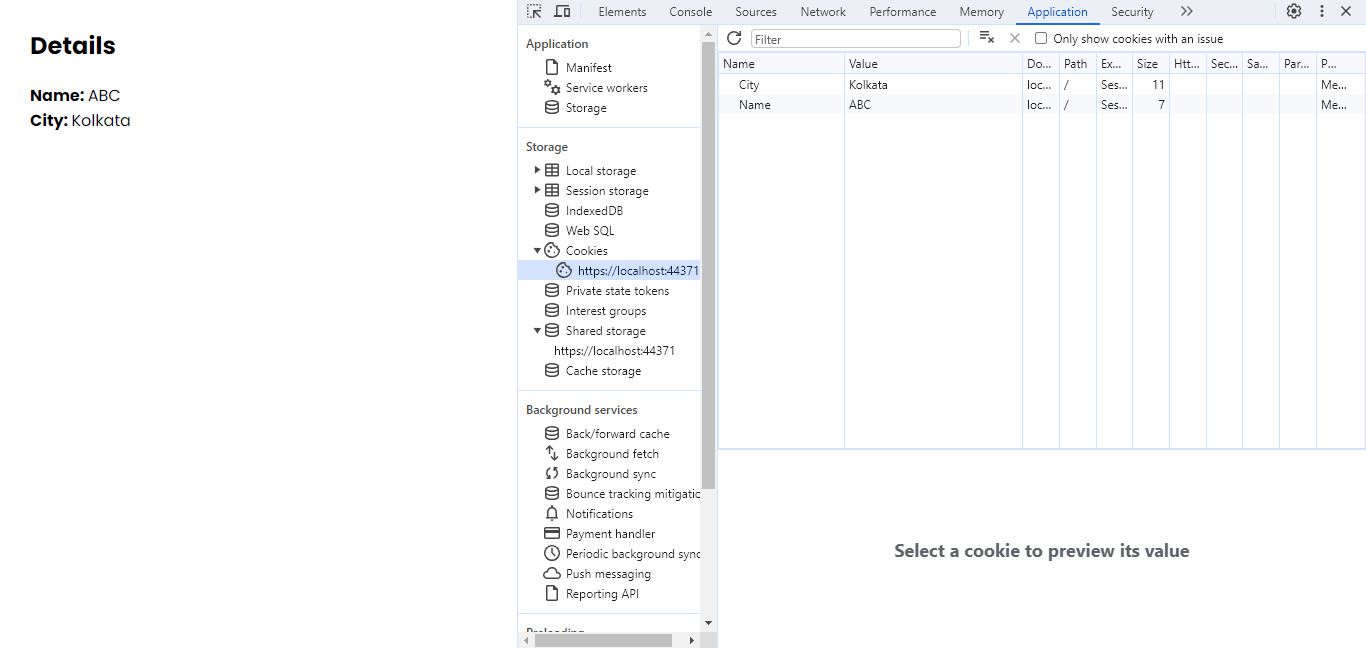 Details
Name: ABC
City: Kolkata
Elements Console Sources Network Performance Memory Application Security
Application
Manifest
Service workers
Storage
Storage
Local storage
Session storage
IndexedDB
Web SQL
Cookies
https://localhost:44371
Private state tokens
Interest groups
Shared storage
https://localhost:44371
Cache storage
Background services
Back/forward cache
Background fetch
Background sync
Bounce tracking mitigatic
Notifications
Payment handler
Periodic background sync
Push messaging
Reporting API
Preloading
Filter Only show cookies with an issue
Name Value Do... Path Ex... Size Htt... Sec... Sa... Par... P...
City Kolkata loc... / Ses... 11 Me...
Name ABC loc... / Ses... 7 Me...
Select a cookie to preview its value